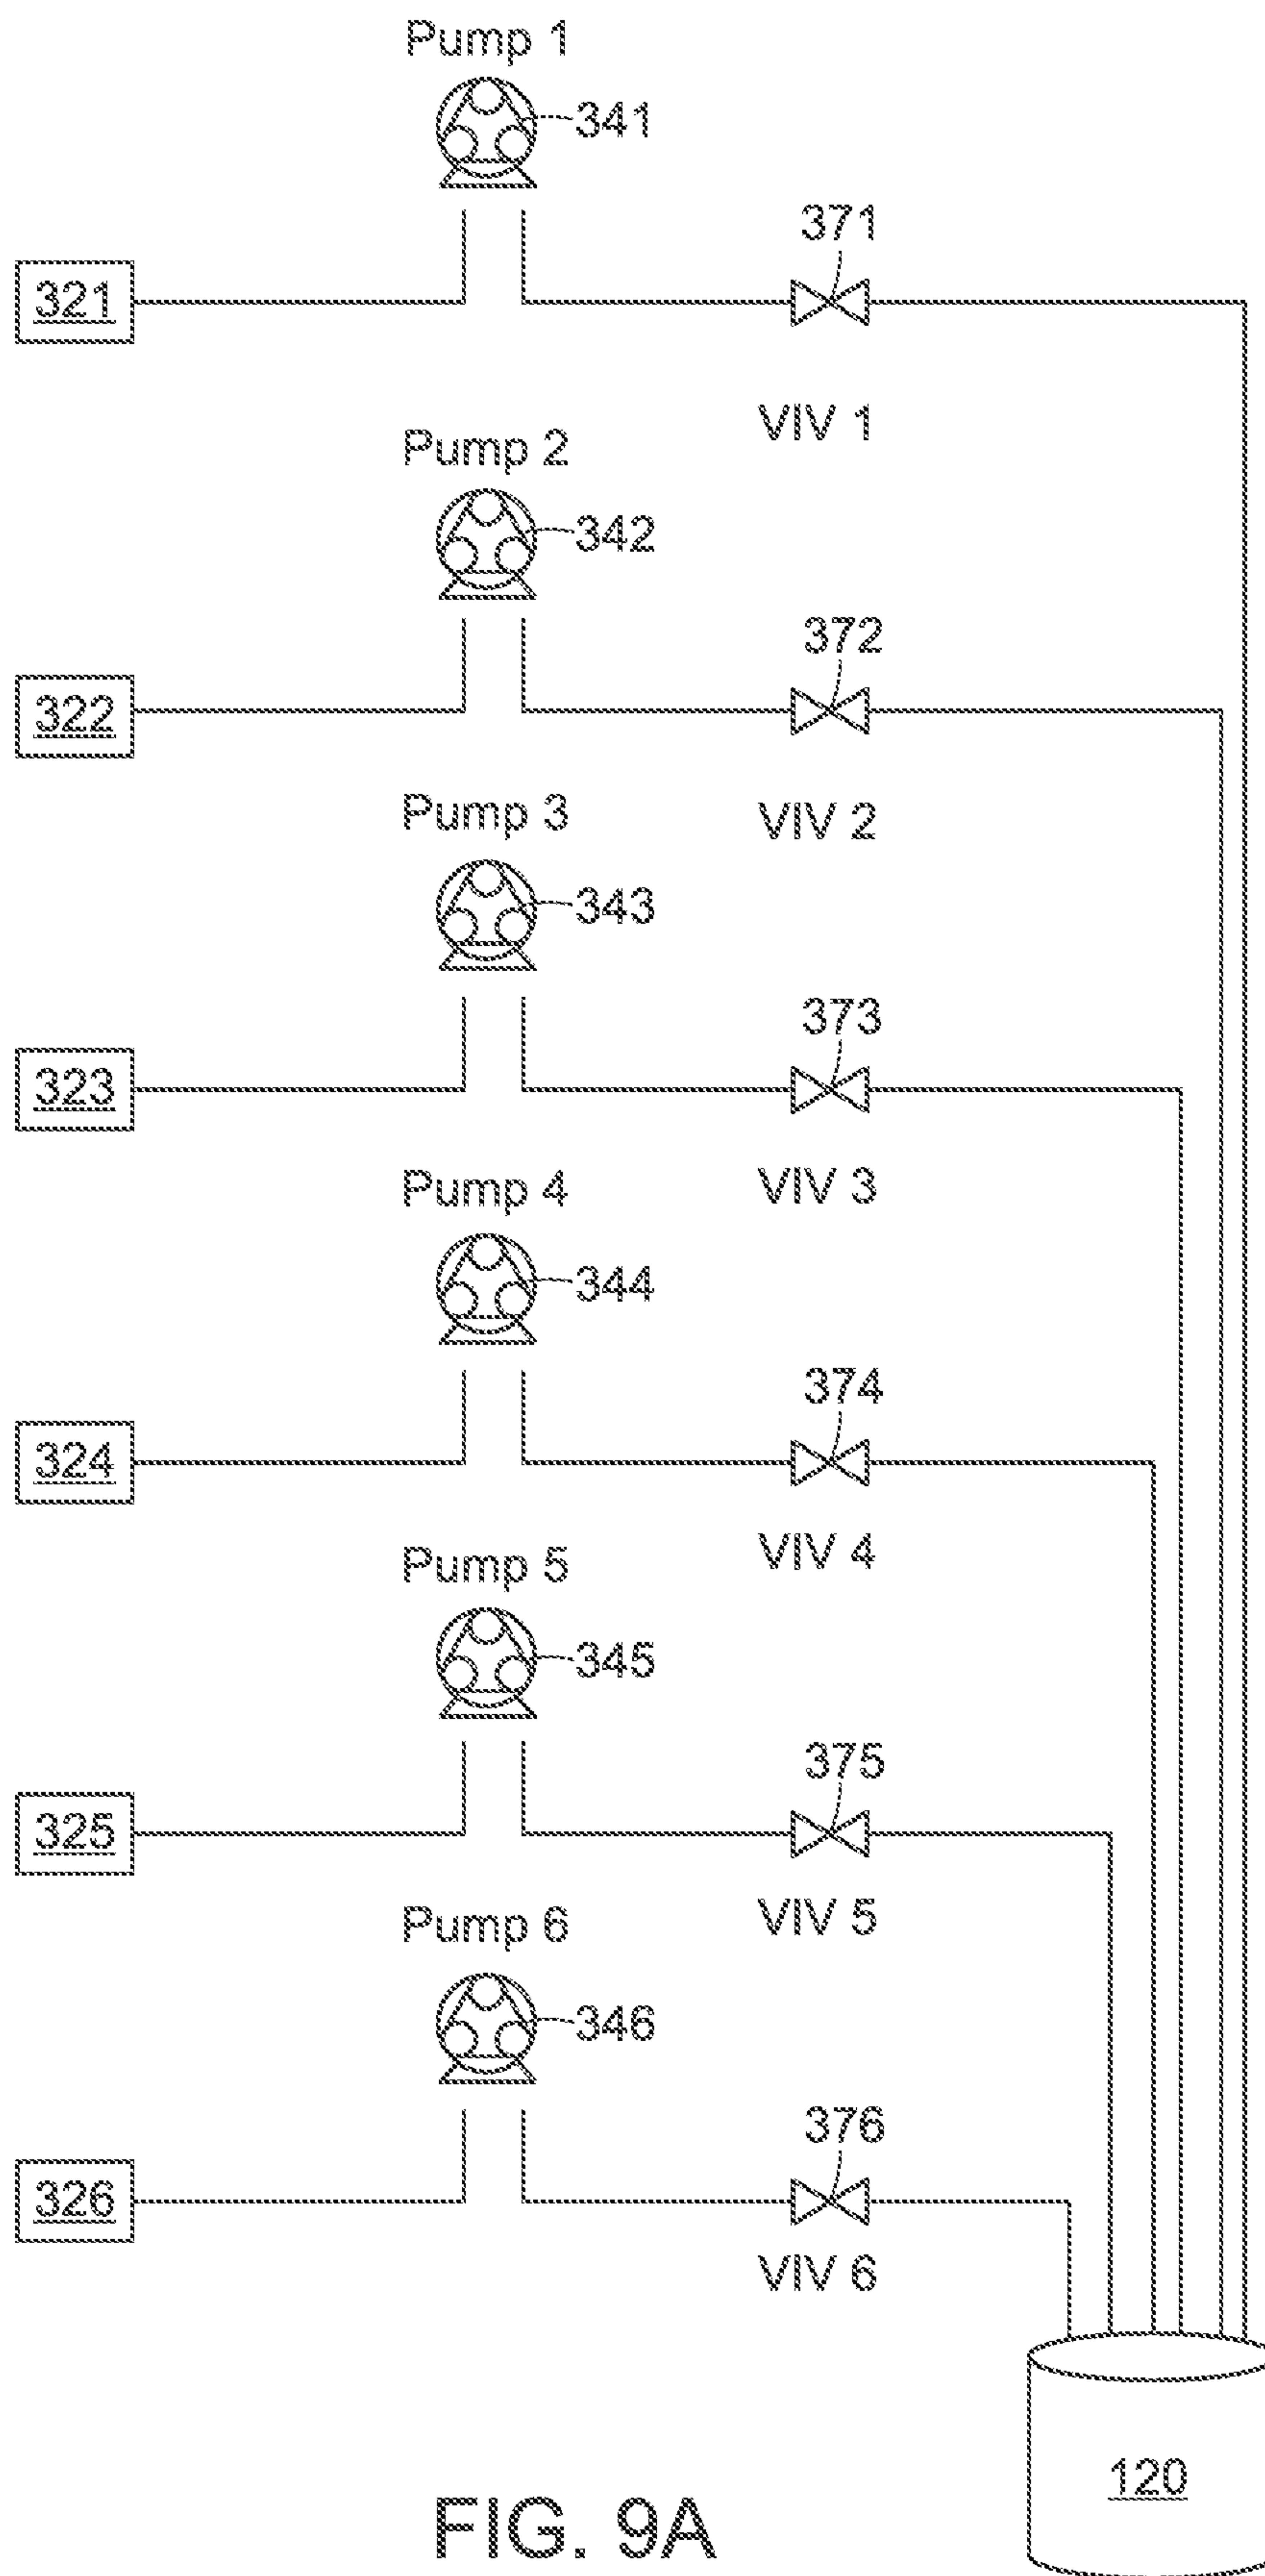 Pump 1
341
371
321
VIV 1
Pump 2
342
372
322
Pump 3
VIV 2
343
373
323
Pump 4
VIV 3
344
374
324
Pump 5
VIV 4
345
375
325
Pump 6
VIV 5
346
376
326
VIV 6
120
FIG. 9A